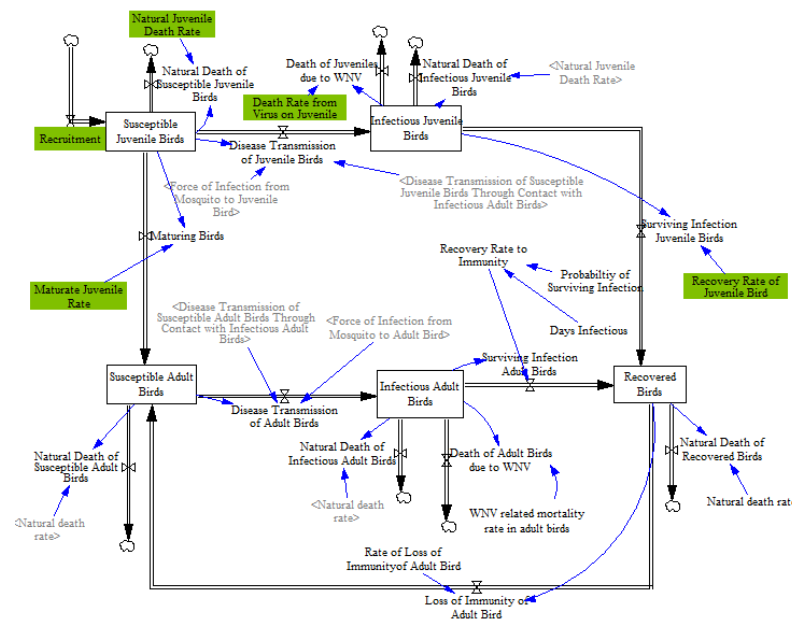 Natural Juvenile
Death Rate
Natural Death of
Susceptible Juvenile
Birds
Death of Juveniles
due to WNV
Natural Death of
Infectious Juvenile
Birds
<Natural Juvenile
Death Rate>
Death Rate from
Virus on Juvenile
Susceptible
Juvenile Birds
Infectious Juvenile
Birds
Recruitment
Disease Transmission
of Juvenile Birds
<Force of Infection from
Mosquito to Juvenile
Bird>
<Disease Transmission of Susceptible
Juvenile Birds Through Contact with
Infectious Adult Birds>
Maturing Birds
Surviving Infection
Juvenile Birds
Recovery Rate to
Immunity
Probabiltiy of
Surviving Infection
Recovery Rate of
Juvenile Bird
Maturate Juvenile
Rate
<Disease Transmission of
Susceptible Adult Birds Through
Contact with Infectious Adult
Birds>
<Force of Infection from
Mosquito to Adult Bird>
Days Infectious
Surviving Infection
Adult Birds
Susceptible Adult
Birds
Infectious Adult
Birds
Recovered
Birds
Disease Transmission
of Adult Birds
Natural Death of
Susceptible Adult
Birds
Natural Death of
Infectious Adult Birds
Death of Adult Birds
due to WNV
Natural Death of
Recovered Birds
<Natural death
rate>
<Natural death
rate>
WNV related mortality
rate in adult birds
Natural death rate
Rate of Loss of
Immunityof Adult Bird
Loss of Immunity of
Adult Bird